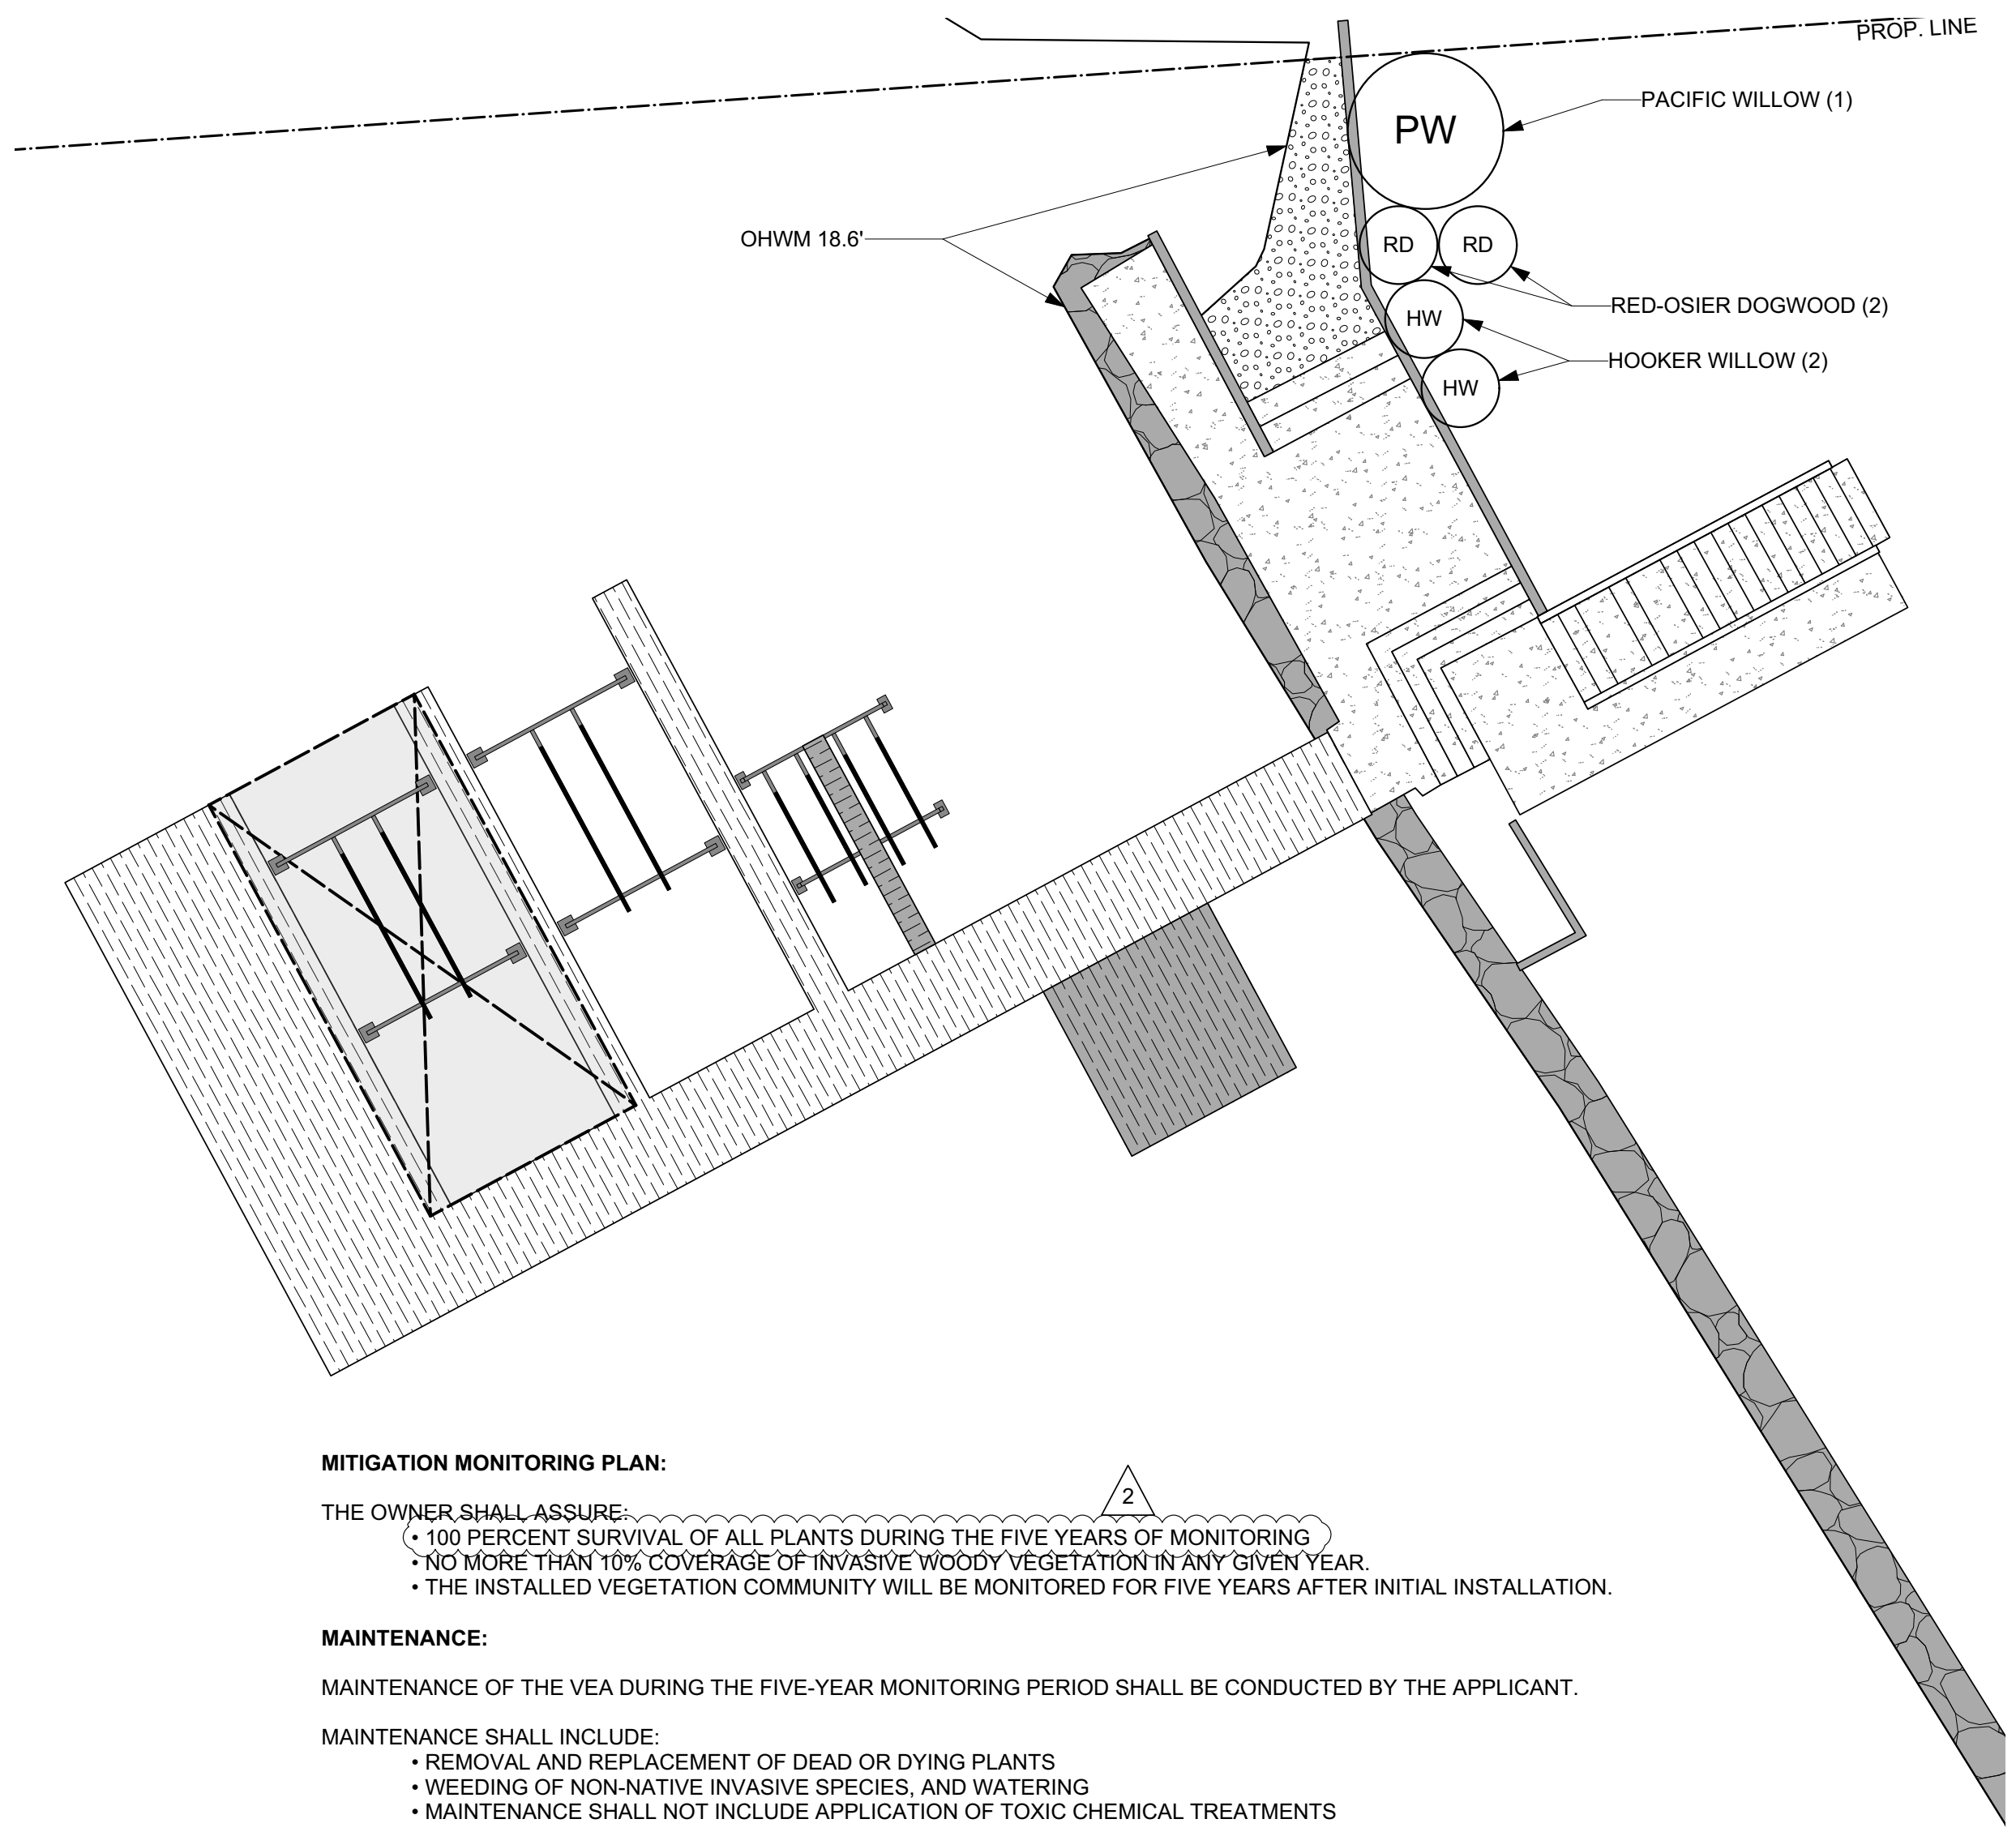 PROP. LINE
PACIFIC WILLOW (1)
PW
OHWM 18.6'
RD RD
RED-OSIER DOGWOOD (2)
HW
HOOKER WILLOW (2)
HW
MITIGATION MONITORING PLAN:
2
THE OWNER SHALL ASSURE:
• 100 PERCENT SURVIVAL OF ALL PLANTS DURING THE FIVE YEARS OF MONITORING
• NO MORE THAN 10% COVERAGE OF INVASIVE WOODY VEGETATION IN ANY GIVEN YEAR.
• THE INSTALLED VEGETATION COMMUNITY WILL BE MONITORED FOR FIVE YEARS AFTER INITIAL INSTALLATION.
MAINTENANCE:
MAINTENANCE OF THE VEA DURING THE FIVE-YEAR MONITORING PERIOD SHALL BE CONDUCTED BY THE APPLICANT.
MAINTENANCE SHALL INCLUDE:
• REMOVAL AND REPLACEMENT OF DEAD OR DYING PLANTS
• WEEDING OF NON-NATIVE INVASIVE SPECIES, AND WATERING
• MAINTENANCE SHALL NOT INCLUDE APPLICATION OF TOXIC CHEMICAL TREATMENTS